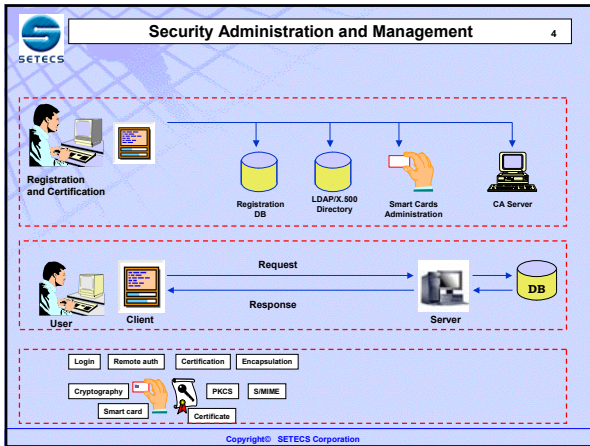 Security Administration and Management
4
SETECS
Registration
and Certification
Registration
DB
LDAP/X.500
Directory
Smart Cards
Administration
CA Server
Request
Response
User
Client
Server
DB
Login
Remote auth
Certification
Encapsulation
Cryptography
PKCS
S/MIME
Smart card
Certificate
Copyright© SETECS Corporation